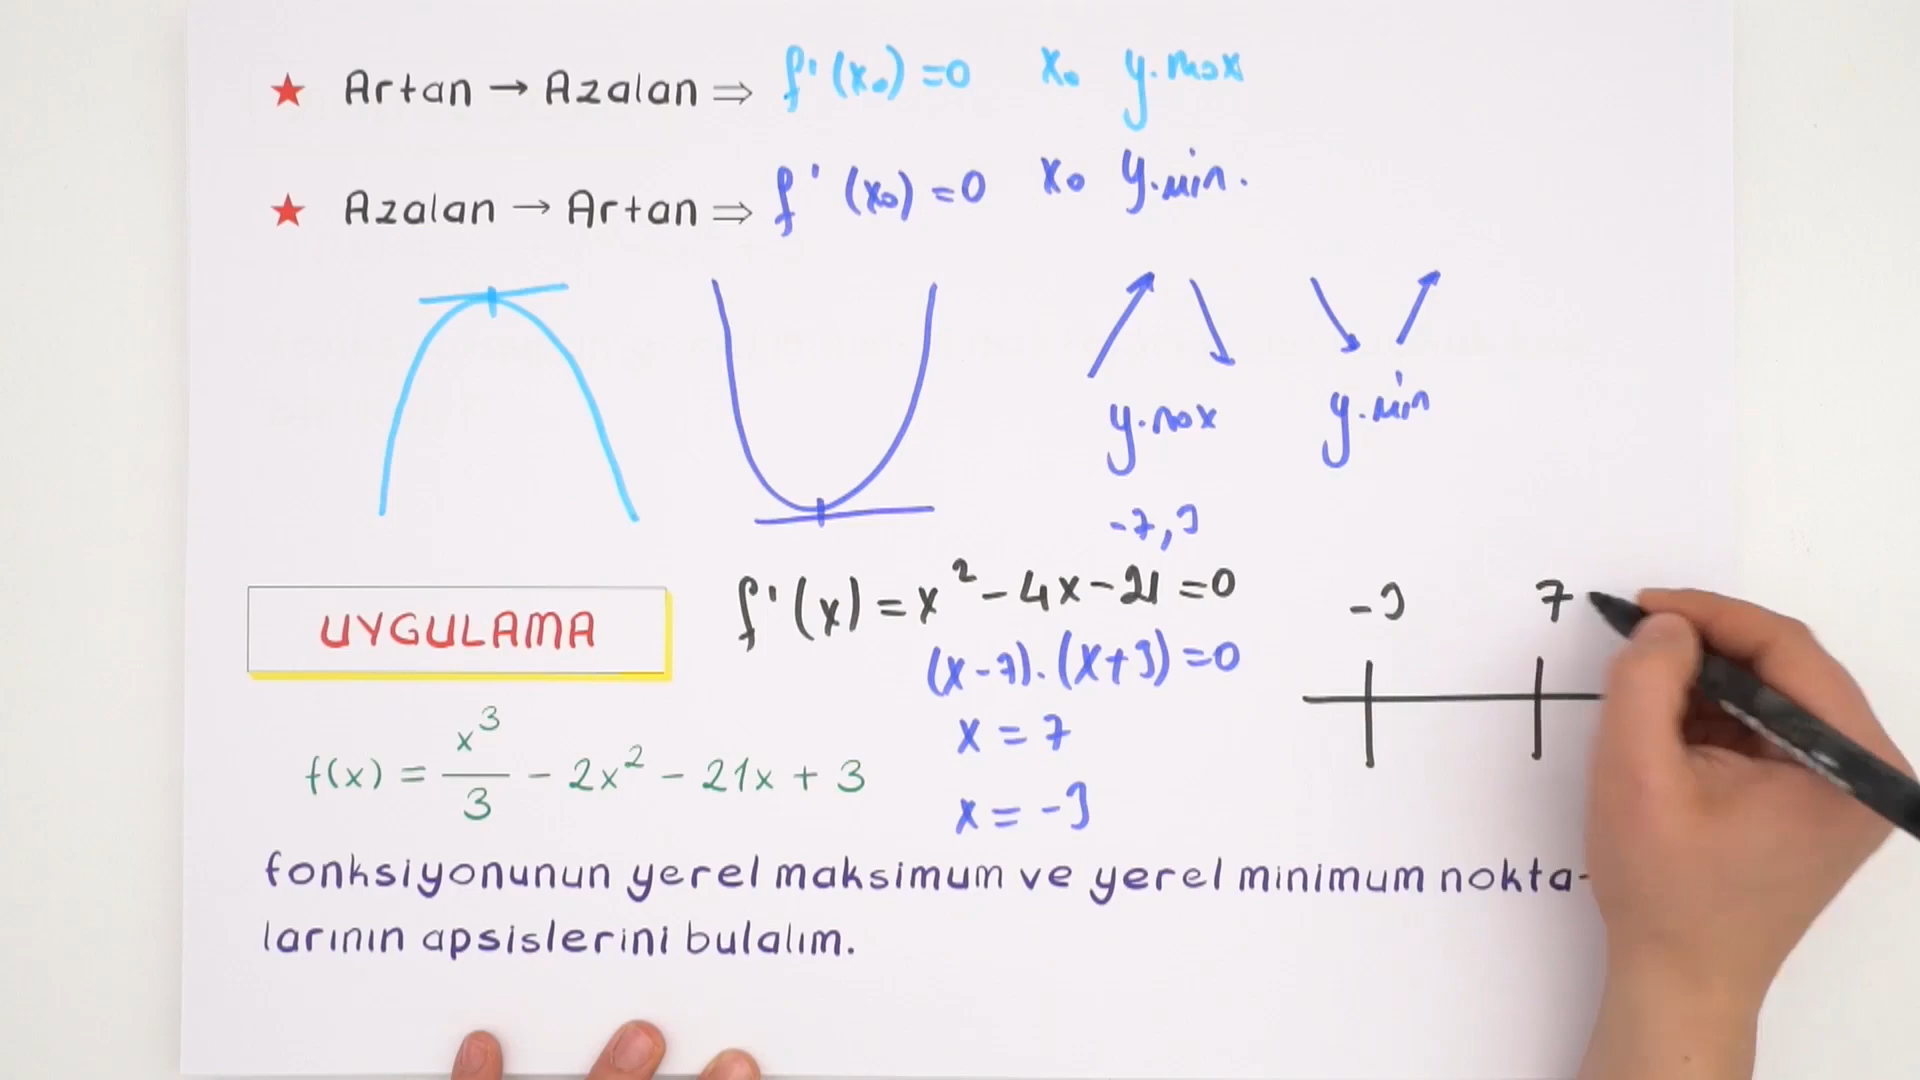 ★ Artan → Azalan ⇒ f'(x₀) = 0 x₀ y.max
★ Azalan → Artan ⇒ f'(x₀) = 0 x₀ y.min.
y.max y.min
-7, 3
f'(x) = x² - 4x - 21 = 0
(x-7).(x+3) = 0
x = 7
x = -3
-3 7
UYGULAMA
f(x) = x³/3 - 2x² - 21x + 3
fonksiyonunun yerel maksimum ve yerel minimum nokta-
larının apsislerini bulalım.